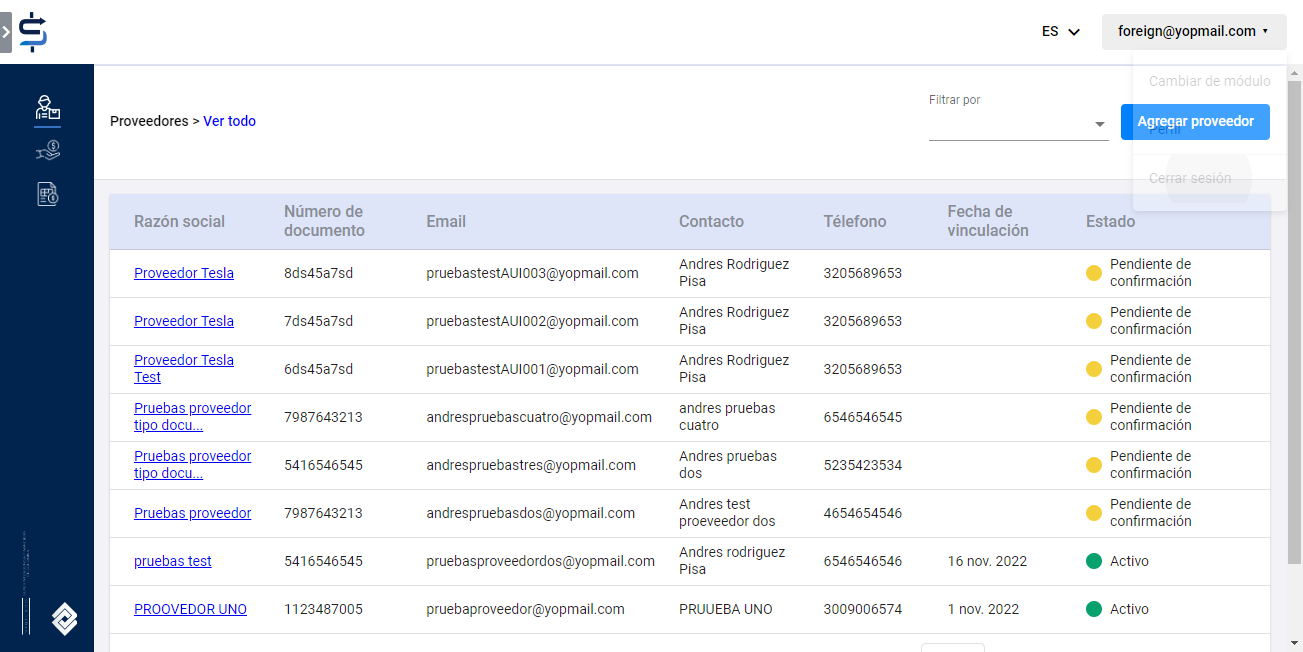 ES
foreign@yopmail.com
Cambiar de módulo
Filtrar por
Proveedores > Ver todo
Agregar proveedor
Perfil
Cerrar sesión
Razón social
Número de
documento
Email
Contacto
Télefono
Fecha de
vinculación
Estado
Proveedor Tesla
8ds45a7sd
pruebastestAUI003@yopmail.com
Andres Rodriguez
Pisa
3205689653
Pendiente de
confirmación
Proveedor Tesla
7ds45a7sd
pruebastestAUI002@yopmail.com
Andres Rodriguez
Pisa
3205689653
Pendiente de
confirmación
Proveedor Tesla
Test
6ds45a7sd
pruebastestAUI001@yopmail.com
Andres Rodriguez
Pisa
3205689653
Pendiente de
confirmación
Pruebas proveedor
tipo docu...
7987643213
andrespruebascuatro@yopmail.com
andres pruebas
cuatro
6546546545
Pendiente de
confirmación
Pruebas proveedor
tipo docu...
5416546545
andrespruebastres@yopmail.com
Andres pruebas
dos
5235423534
Pendiente de
confirmación
Pruebas proveedor
7987643213
andrespruebasdos@yopmail.com
Andres test
proeveedor dos
4654654546
Pendiente de
confirmación
pruebas test
5416546545
pruebasproveedordos@yopmail.com
Andres rodriguez
Pisa
6546546546
16 nov. 2022
Activo
PROOVEDOR UNO
1123487005
pruebaproveedor@yopmail.com
PRUUEBA UNO
3009006574
1 nov. 2022
Activo